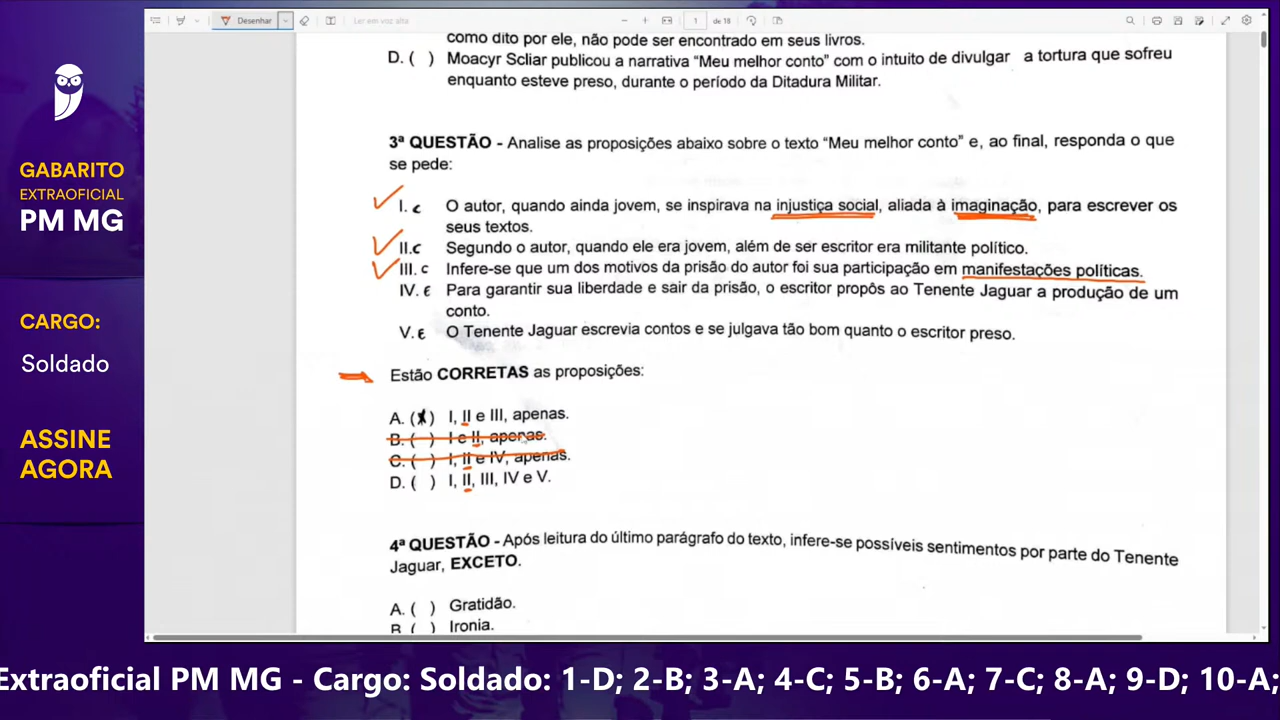 Desenhar
Ler em voz alta
1
de 18
GABARITO
EXTRAOFICIAL
PM MG
CARGO:
Soldado
ASSINE
AGORA
como dito por ele, não pode ser encontrado em seus livros.
D. ( ) Moacyr Scliar publicou a narrativa “Meu melhor conto” com o intuito de divulgar a tortura que sofreu
enquanto esteve preso, durante o período da Ditadura Militar.
3ª QUESTÃO - Analise as proposições abaixo sobre o texto “Meu melhor conto” e, ao final, responda o que
se pede:
I. C O autor, quando ainda jovem, se inspirava na injustiça social, aliada à imaginação, para escrever os
seus textos.
II. C Segundo o autor, quando ele era jovem, além de ser escritor era militante político.
III. C Infere-se que um dos motivos da prisão do autor foi sua participação em manifestações políticas.
IV. E Para garantir sua liberdade e sair da prisão, o escritor propôs ao Tenente Jaguar a produção de um
conto.
V. E O Tenente Jaguar escrevia contos e se julgava tão bom quanto o escritor preso.
Estão CORRETAS as proposições:
A. (X) I, II e III, apenas.
B. ( ) I e II, apenas.
C. ( ) I, II e IV, apenas.
D. ( ) I, II, III, IV e V.
4ª QUESTÃO - Após leitura do último parágrafo do texto, infere-se possíveis sentimentos por parte do Tenente
Jaguar, EXCETO.
A. ( ) Gratidão.
B. ( ) Ironia.
Extraoficial PM MG - Cargo: Soldado: 1-D; 2-B; 3-A; 4-C; 5-B; 6-A; 7-C; 8-A; 9-D; 10-A;